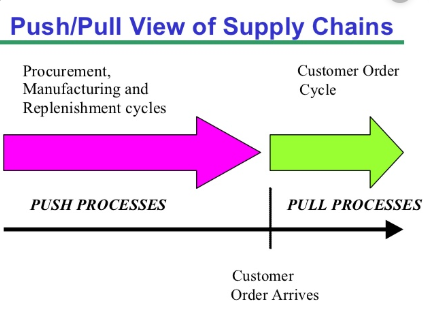 Push/Pull View of Supply Chains
Procurement,
Manufacturing and
Replenishment cycles
Customer Order
Cycle
PUSH PROCESSES
PULL PROCESSES
Customer
Order Arrives